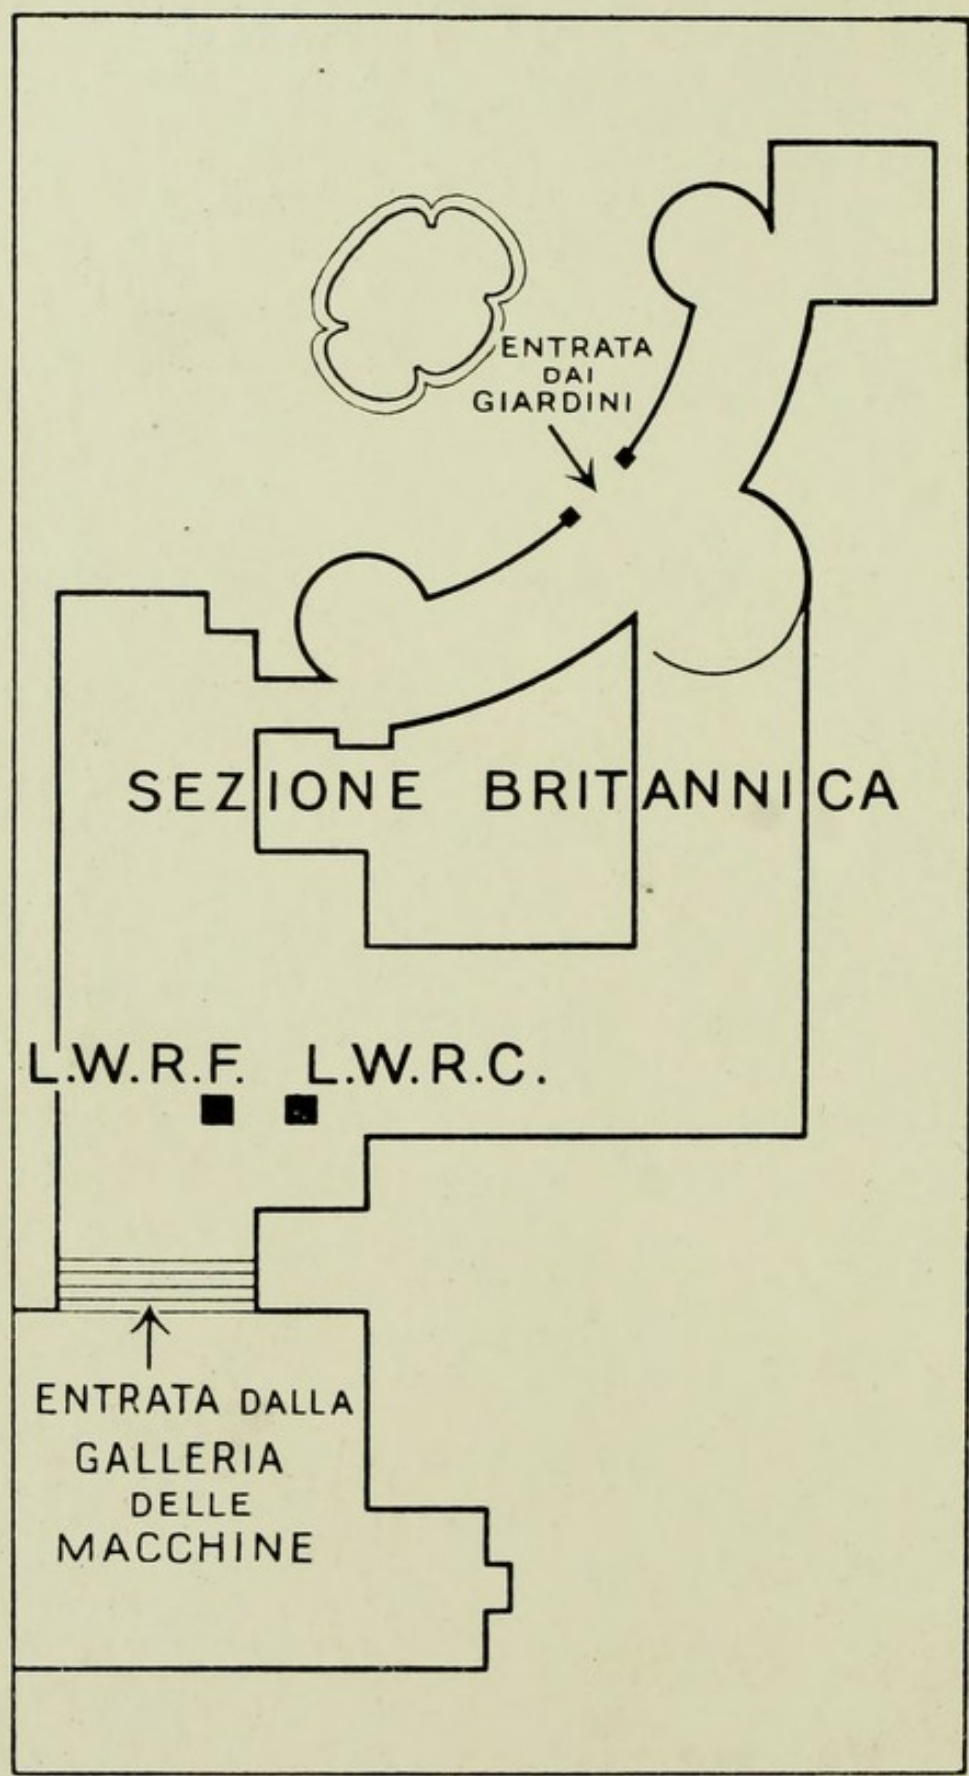 ENTRATA
DAI
GIARDINI
SEZIONE BRITANNICA
L.W.R.F. L.W.R.C.
ENTRATA DALLA
GALLERIA
DELLE
MACCHINE